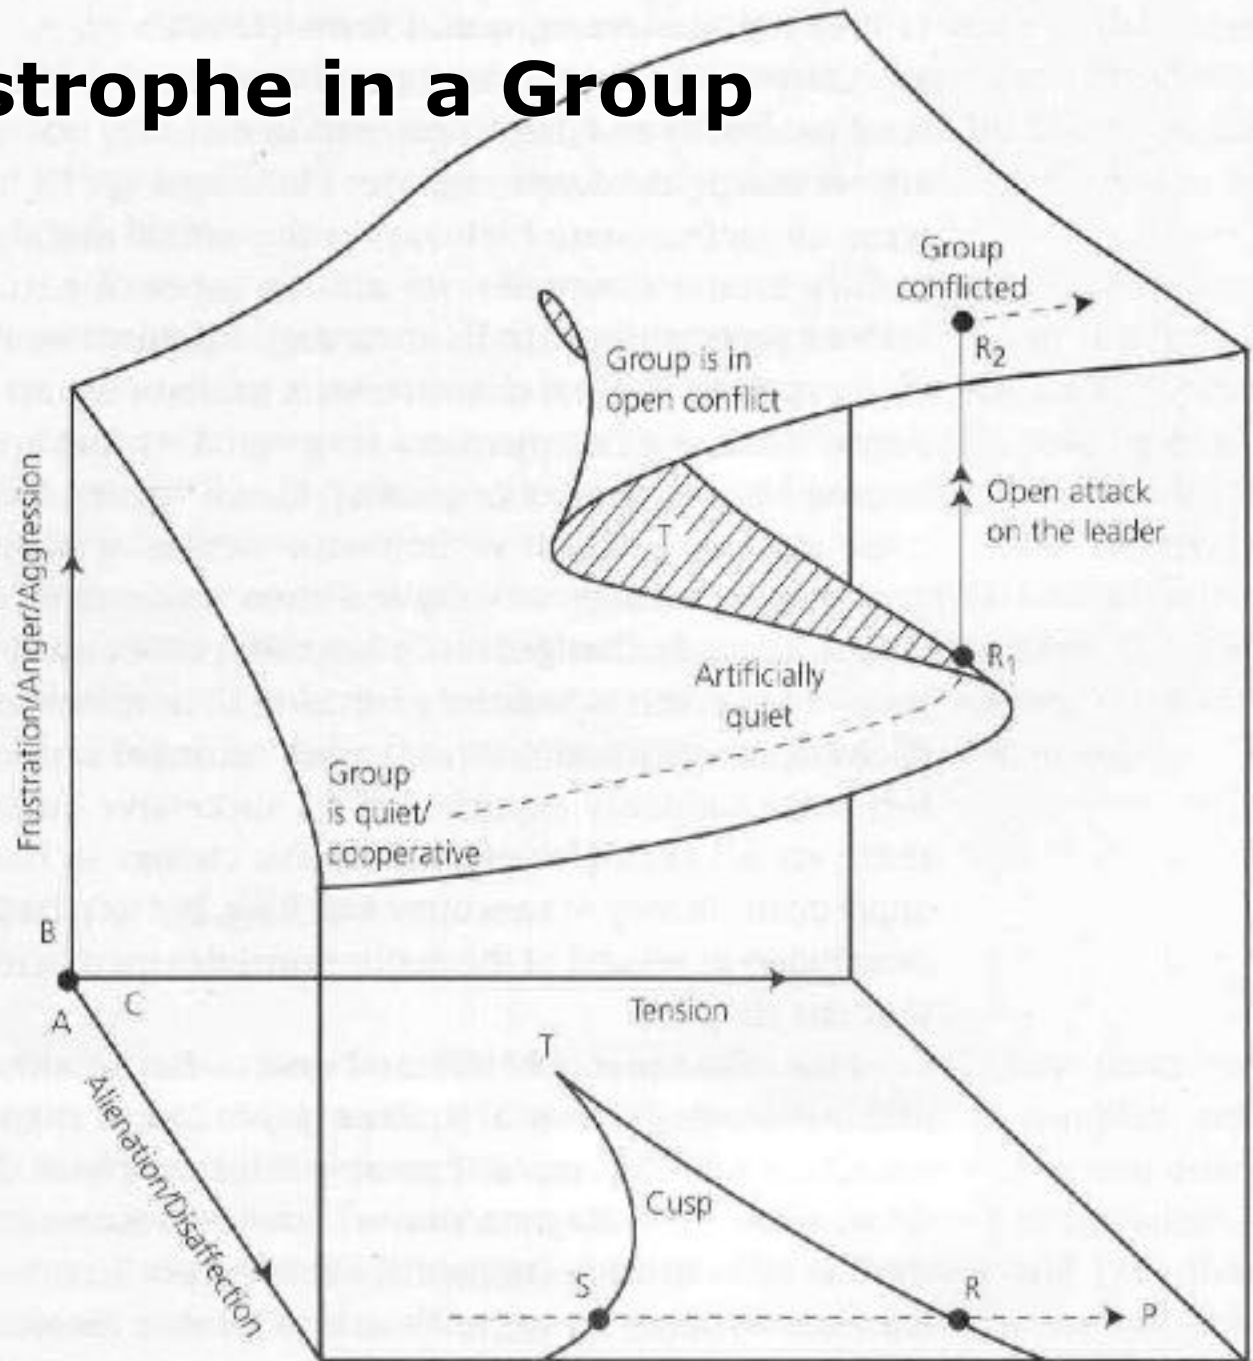 strophe in a Group
Group
conflicted
R2
Group is in
open conflict
Frustration/Anger/Aggression
T
Open attack
on the leader
R1
Artificially
quiet
Group
is quiet/
cooperative
B
C
A
Tension
T
Alienation/Disaffection
Cusp
S
R
P